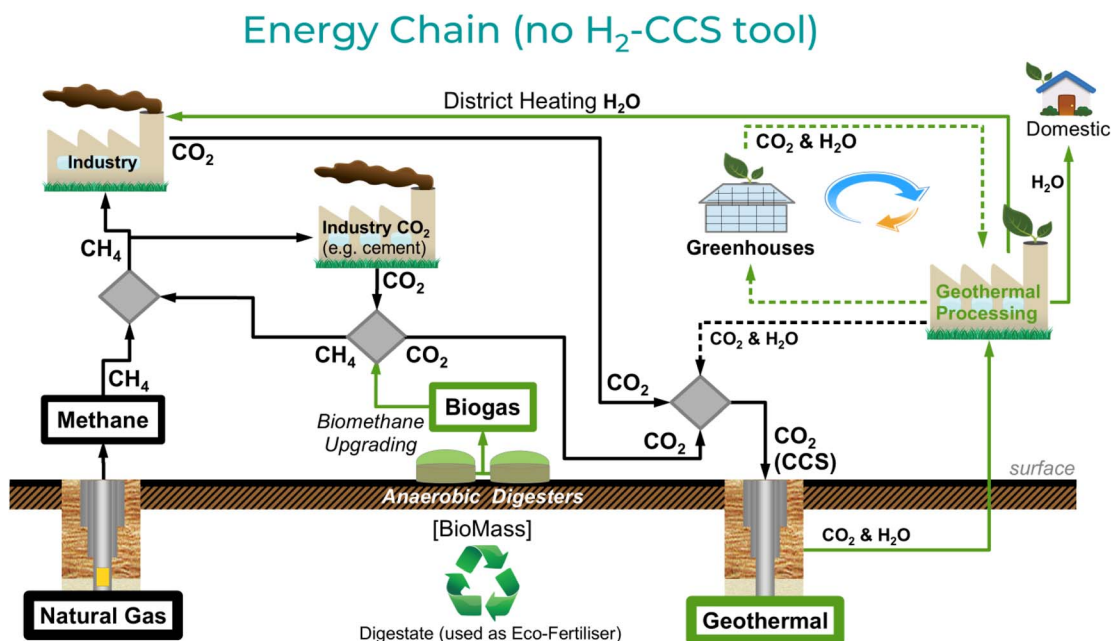 Energy Chain (no H₂-CCS tool)
District Heating H₂O
Domestic
Industry
CO₂
CO₂ & H₂O
H₂O
Industry CO₂
(e.g. cement)
Greenhouses
CH₄
CO₂
Geothermal
Processing
CH₄
CO₂
CO₂ & H₂O
CH₄
CO₂
Methane
Biogas
Biomethane
Upgrading
CO₂
CO₂
(CCS)
surface
Anaerobic Digesters
[BioMass]
CO₂ & H₂O
Natural Gas
Geothermal
Digestate (used as Eco-Fertiliser)